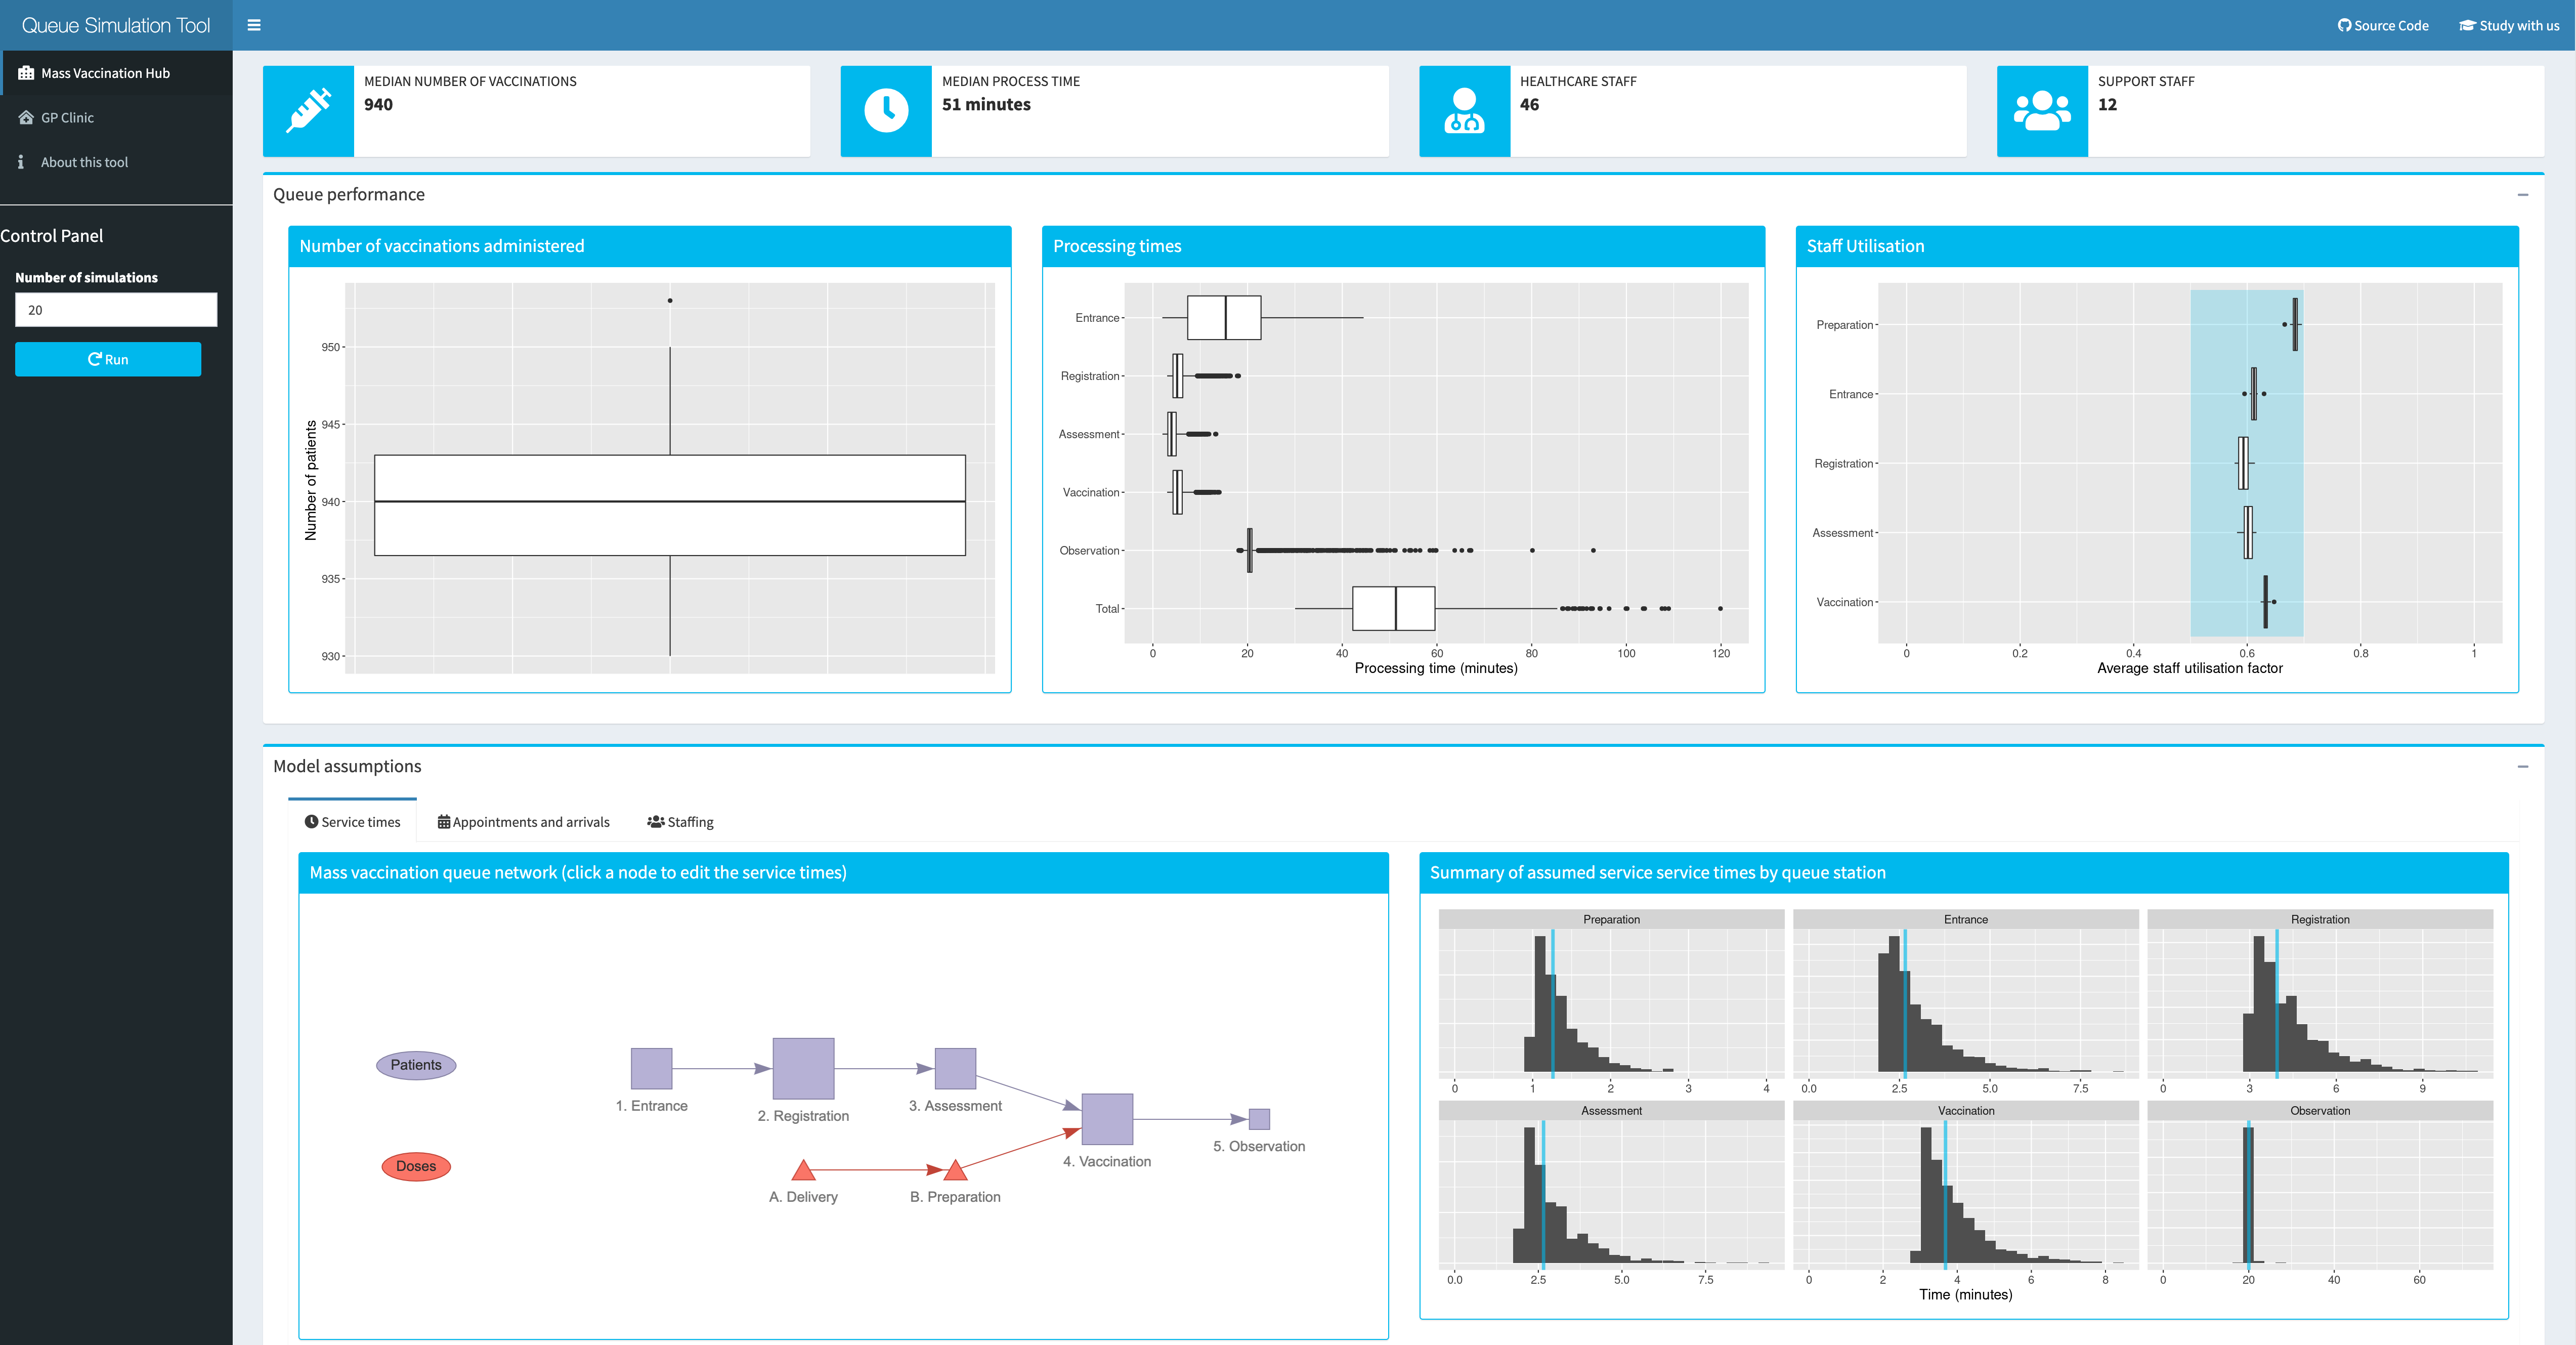 Queue Simulation Tool
Source Code
Study with us
Mass Vaccination Hub
GP Clinic
About this tool
Control Panel
Number of simulations
20
Run
MEDIAN NUMBER OF VACCINATIONS
940
MEDIAN PROCESS TIME
51 minutes
HEALTHCARE STAFF
46
SUPPORT STAFF
12
Queue performance
Number of vaccinations administered
Number of patients
950
945
940
935
930
Processing times
Entrance
Registration
Assessment
Vaccination
Observation
Total
0 20 40 60 80 100 120
Processing time (minutes)
Staff Utilisation
Preparation
Entrance
Registration
Assessment
Vaccination
0 0.2 0.4 0.6 0.8 1
Average staff utilisation factor
Model assumptions
Service times
Appointments and arrivals
Staffing
Mass vaccination queue network (click a node to edit the service times)
Patients
Doses
1. Entrance
2. Registration
3. Assessment
4. Vaccination
5. Observation
A. Delivery
B. Preparation
Summary of assumed service service times by queue station
Preparation
0 1 2 3 4
Entrance
0.0 2.5 5.0 7.5
Registration
0 3 6 9
Assessment
0.0 2.5 5.0 7.5
Vaccination
0 2 4 6 8
Observation
0 20 40 60
Time (minutes)